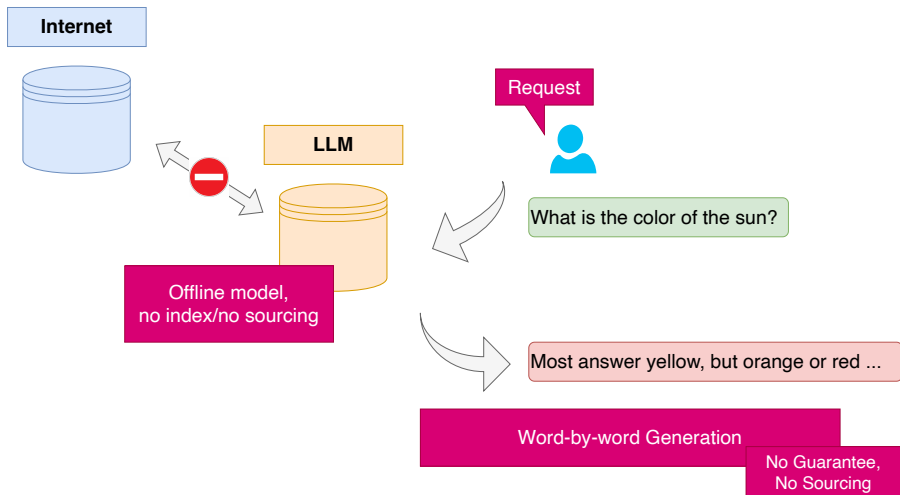 Internet
Request
LLM
What is the color of the sun?
Offline model,
no index/no sourcing
Most answer yellow, but orange or red ...
Word-by-word Generation
No Guarantee,
No Sourcing